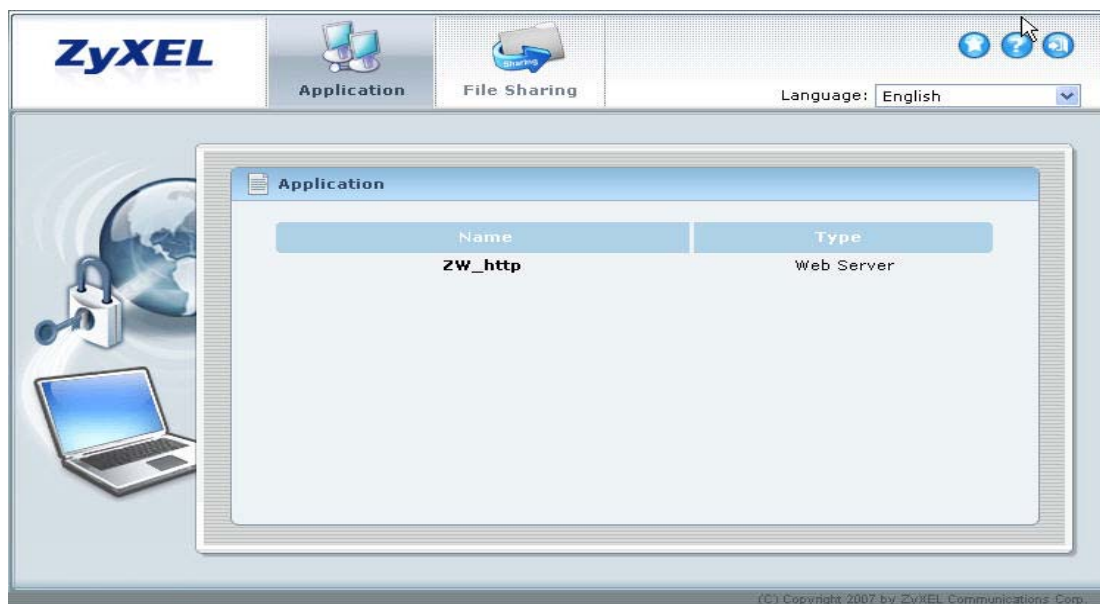 ZyXEL
Application
File Sharing
Sharing
Language: English
Application
Name Type
ZW_http Web Server
(C) Copyright 2007 by ZyXEL Communications Corp.